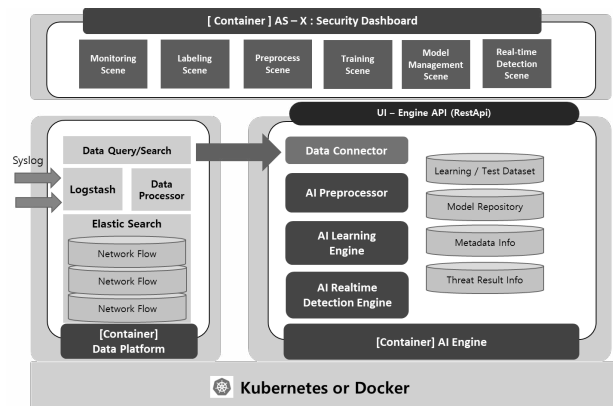 [ Container ] AS – X : Security Dashboard
Monitoring
Scene
Labeling
Scene
Preprocess
Scene
Training
Scene
Model
Management
Scene
Real-time
Detection
Scene
UI – Engine API (RestApi)
Syslog
Data Query/Search
Logstash
Data
Processor
Elastic Search
Network Flow
Network Flow
Network Flow
[Container]
Data Platform
Data Connector
AI Preprocessor
AI Learning
Engine
AI Realtime
Detection Engine
Learning / Test Dataset
Model Repository
Metadata Info
Threat Result Info
[Container] AI Engine
Kubernetes or Docker